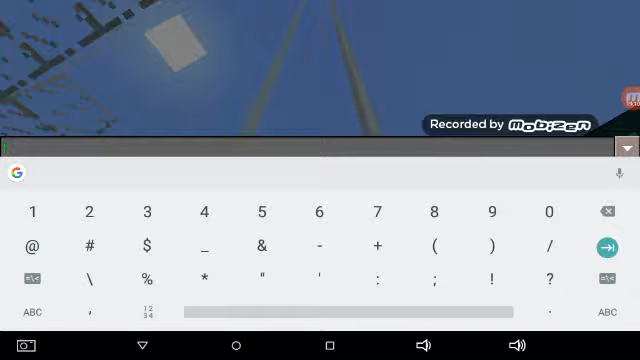 Recorded by mobizen
1 2 3 4 5 6 7 8 9 0
@ # $ _ & - + ( ) /
=\< \ % * " ' : ; ! ? =\<
ABC , 12 34 . ABC